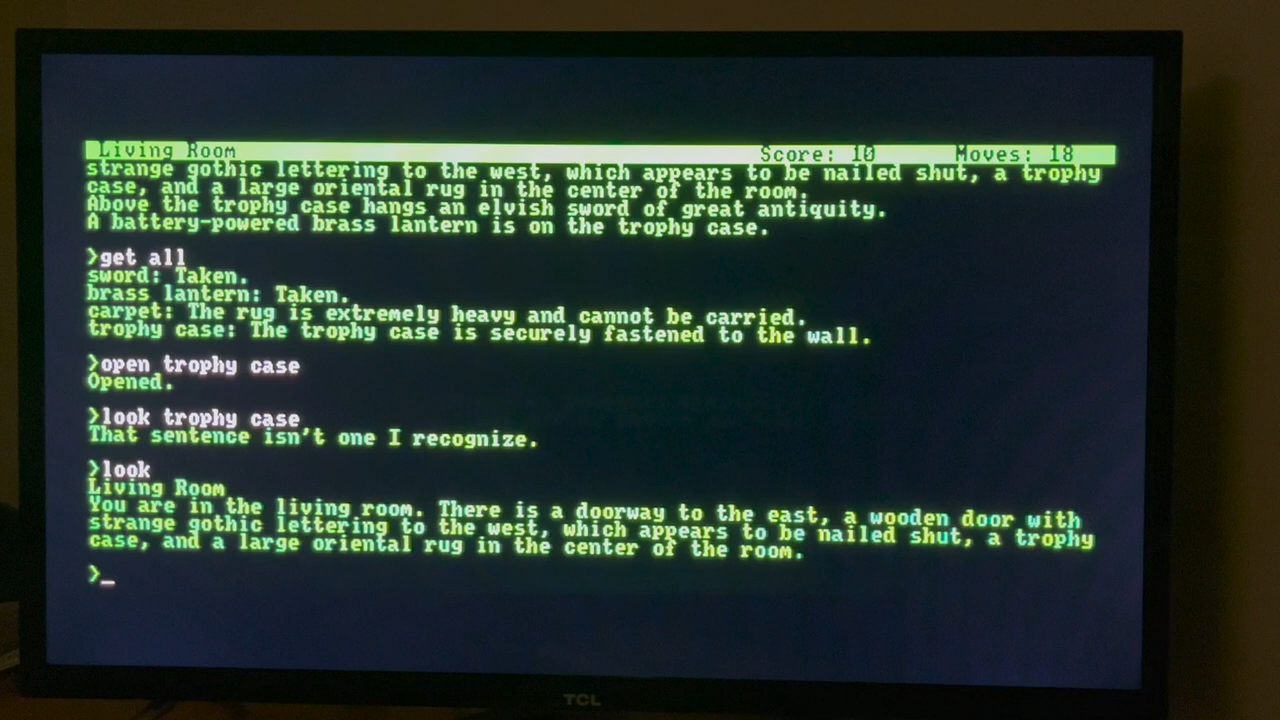 Living Room Score: 10 Moves: 18
strange gothic lettering to the west, which appears to be nailed shut, a trophy
case, and a large oriental rug in the center of the room.
Above the trophy case hangs an elvish sword of great antiquity.
A battery-powered brass lantern is on the trophy case.
>get all
sword: Taken.
brass lantern: Taken.
carpet: The rug is extremely heavy and cannot be carried.
trophy case: The trophy case is securely fastened to the wall.
>open trophy case
Opened.
>look trophy case
That sentence isn't one I recognize.
>look
Living Room
You are in the living room. There is a doorway to the east, a wooden door with
strange gothic lettering to the west, which appears to be nailed shut, a trophy
case, and a large oriental rug in the center of the room.
>_
TCL